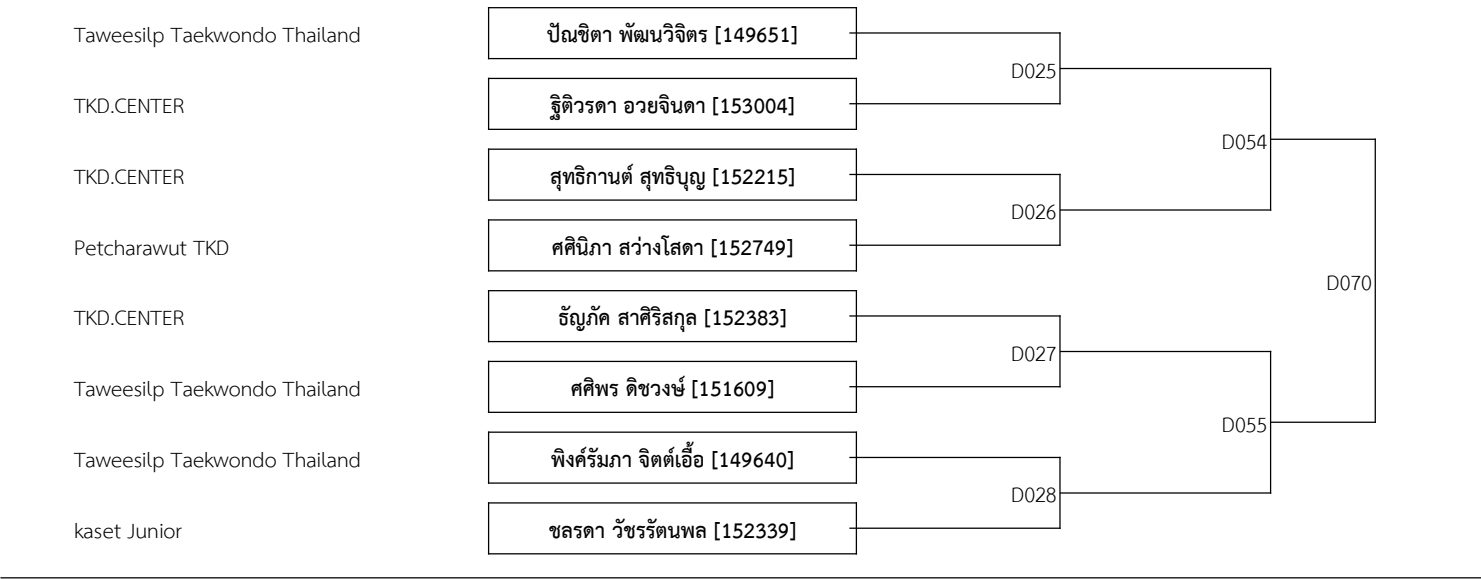 Taweesilp Taekwondo Thailand ปัณชิตา พัฒนวิจิตร [149651]
D025
TKD.CENTER ฐิติวรดา อวยจินดา [153004]
D054
TKD.CENTER สุทธิกานต์ สุทธิบุญ [152215]
D026
Petcharawut TKD ศศินิภา สว่างโสดา [152749]
D070
TKD.CENTER ธัญภัค สาศิริสกุล [152383]
D027
Taweesilp Taekwondo Thailand ศศิพร ดิชวงษ์ [151609]
D055
Taweesilp Taekwondo Thailand พิงค์รัมภา จิตต์เอื้อ [149640]
D028
kaset Junior ชลรดา วัชรรัตนพล [152339]